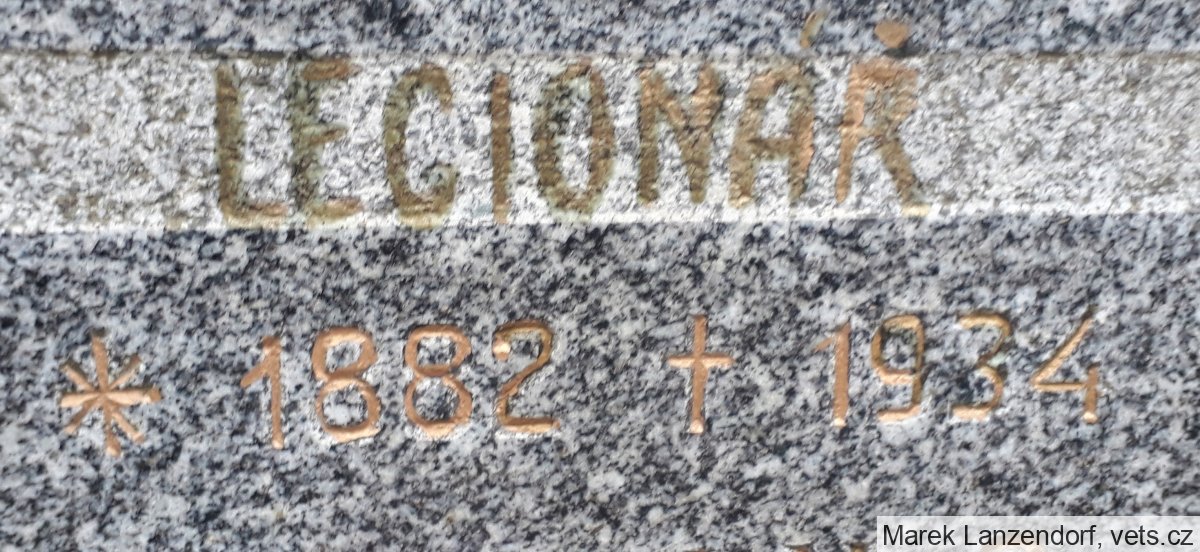 LEGIONÁŘ
* 1882 † 1934
Marek Lanzendorf, vets.cz